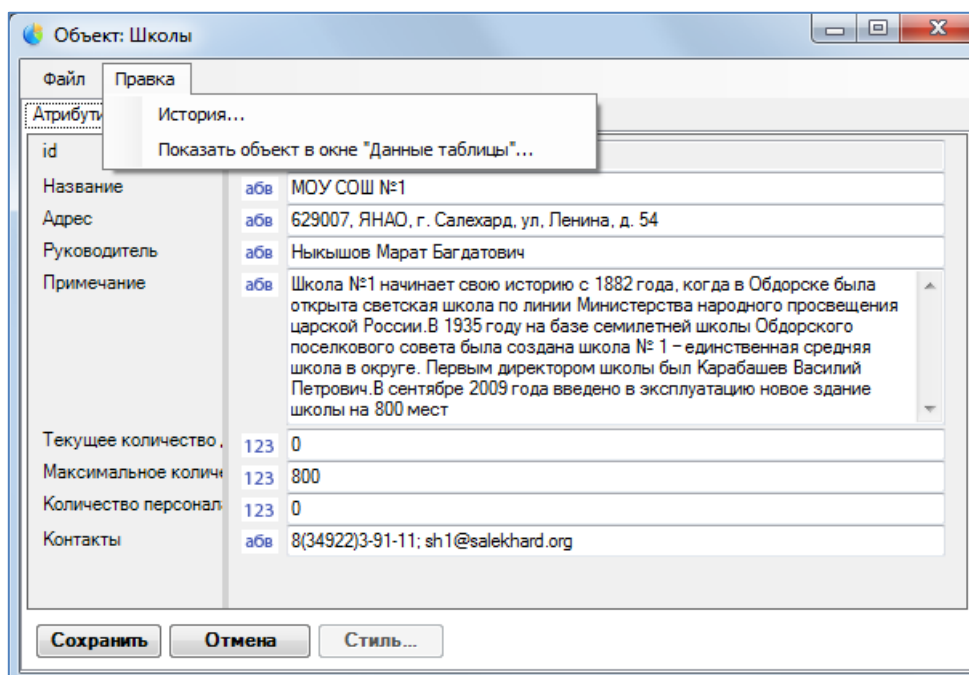 Объект: Школы
Файл Правка
Атрибути
История...
Показать объект в окне "Данные таблицы"...
id
Название абв МОУ СОШ №1
Адрес абв 629007, ЯНАО, г. Салехард, ул, Ленина, д. 54
Руководитель абв Ныкышов Марат Багдатович
Примечание абв Школа №1 начинает свою историю с 1882 года, когда в Обдорске была
открыта светская школа по линии Министерства народного просвещения
царской России.В 1935 году на базе семилетней школы Обдорского
поселкового совета была создана школа № 1 – единственная средняя
школа в округе. Первым директором школы был Карабашев Василий
Петрович.В сентябре 2009 года введено в эксплуатацию новое здание
школы на 800 мест
Текущее количество 123 0
Максимальное количе 123 800
Количество персонал 123 0
Контакты абв 8(34922)3-91-11; sh1@salekhard.org
Сохранить Отмена Стиль...